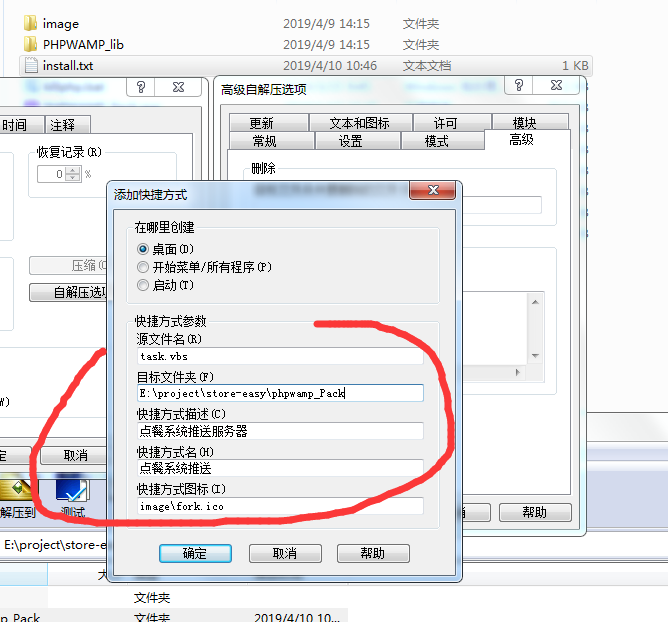 image 2019/4/9 14:15 文件夹
PHPWAMP_lib 2019/4/9 14:15 文件夹
install.txt 2019/4/10 10:46 文本文档 1 KB
高级自解压选项
时间 注释
恢复记录(R)
0 %
压缩(
自解压选项
取消
更新 文本和图标 许可 模块
常规 设置 模式 高级
删除
添加快捷方式
在哪里创建
桌面(D)
开始菜单/所有程序(P)
启动(T)
快捷方式参数
源文件名(R)
task.vbs
目标文件夹(F)
E:\project\store-easy\phpwamp_Pack
快捷方式描述(C)
点餐系统推送服务器
快捷方式名(H)
点餐系统推送
快捷方式图标(I)
image\fork.ico
确定 取消 帮助
帮助
解压到 测试
E:\project\store-ea
文件夹
p_Pack 文件夹 2019/4/10 10...